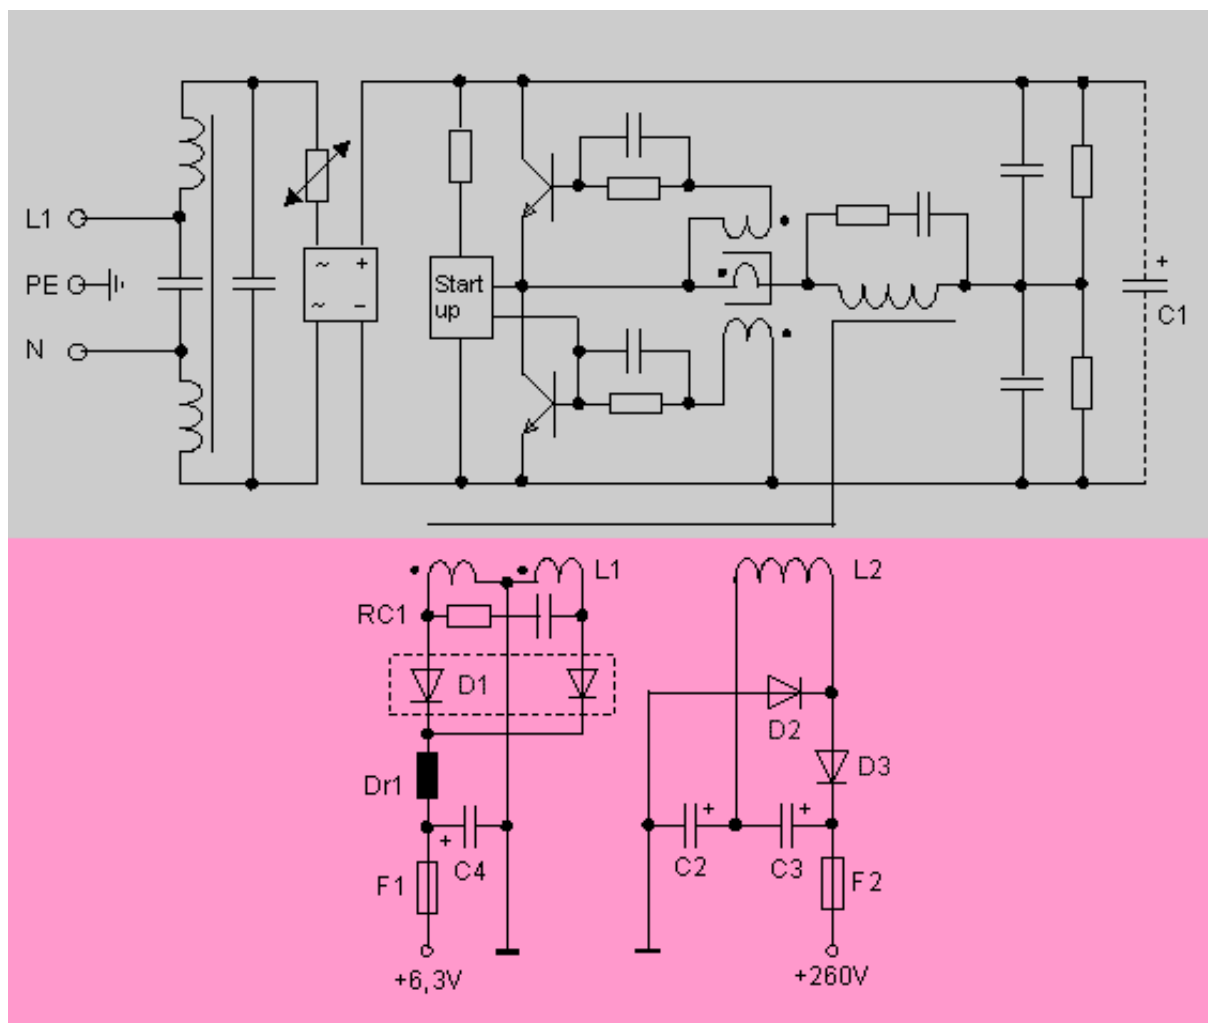 L1
PE
N
~ +
~ −
Start
up
+
C1
L1
L2
RC1
D1
D2
D3
Dr1
+
C4
+
C2
+
C3
F1
F2
+6,3V
+260V